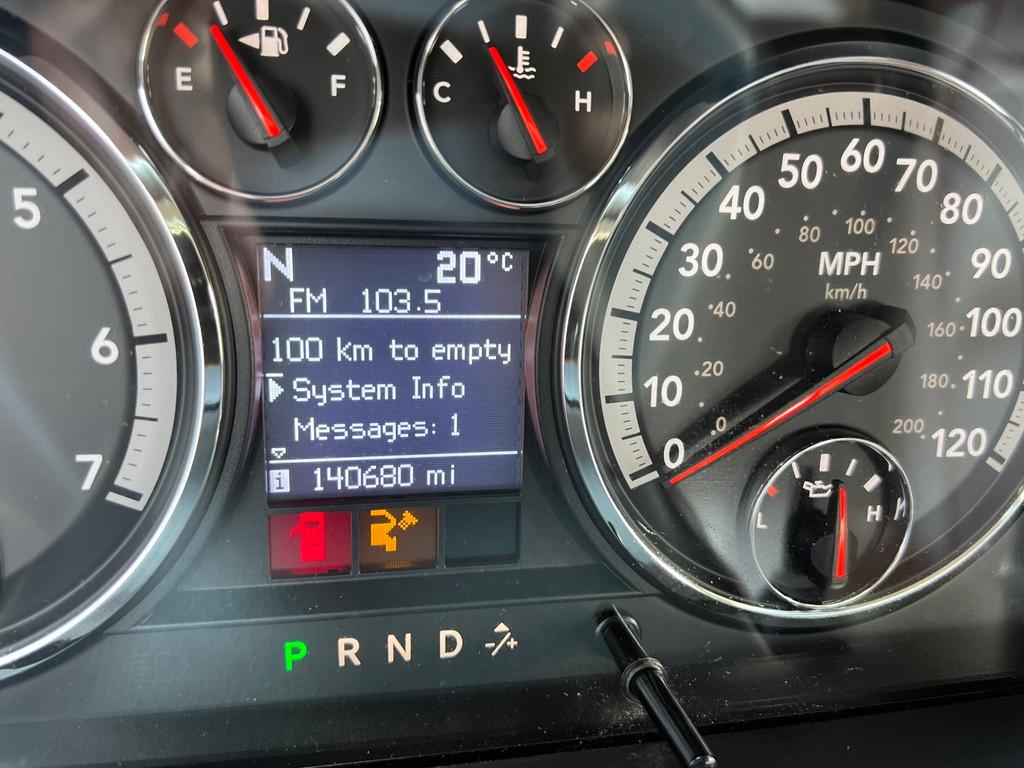 E F
C H
5
6
7
N 20°C
FM 103.5
100 km to empty
System Info
Messages: 1
i 140680 mi
P R N D -/+
0 10 20 30 40 50 60 70 80 90 100 110 120
MPH
km/h
0 20 40 60 80 100 120 140 160 180 200
L H